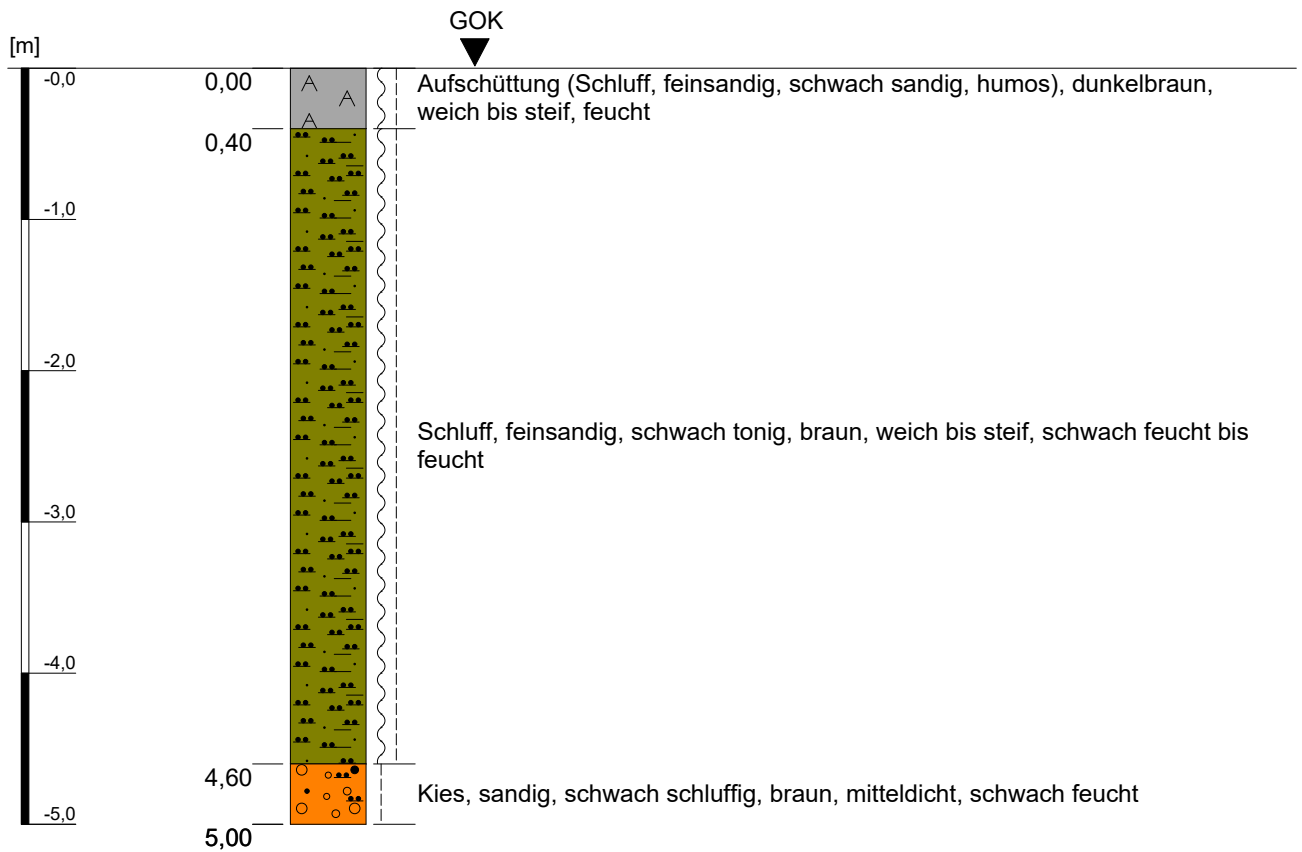 GOK
[m]
-0,0
0,00
Aufschüttung (Schluff, feinsandig, schwach sandig, humos), dunkelbraun,
weich bis steif, feucht
0,40
-1,0
-2,0
Schluff, feinsandig, schwach tonig, braun, weich bis steif, schwach feucht bis
feucht
-3,0
-4,0
4,60
Kies, sandig, schwach schluffig, braun, mitteldicht, schwach feucht
-5,0
5,00